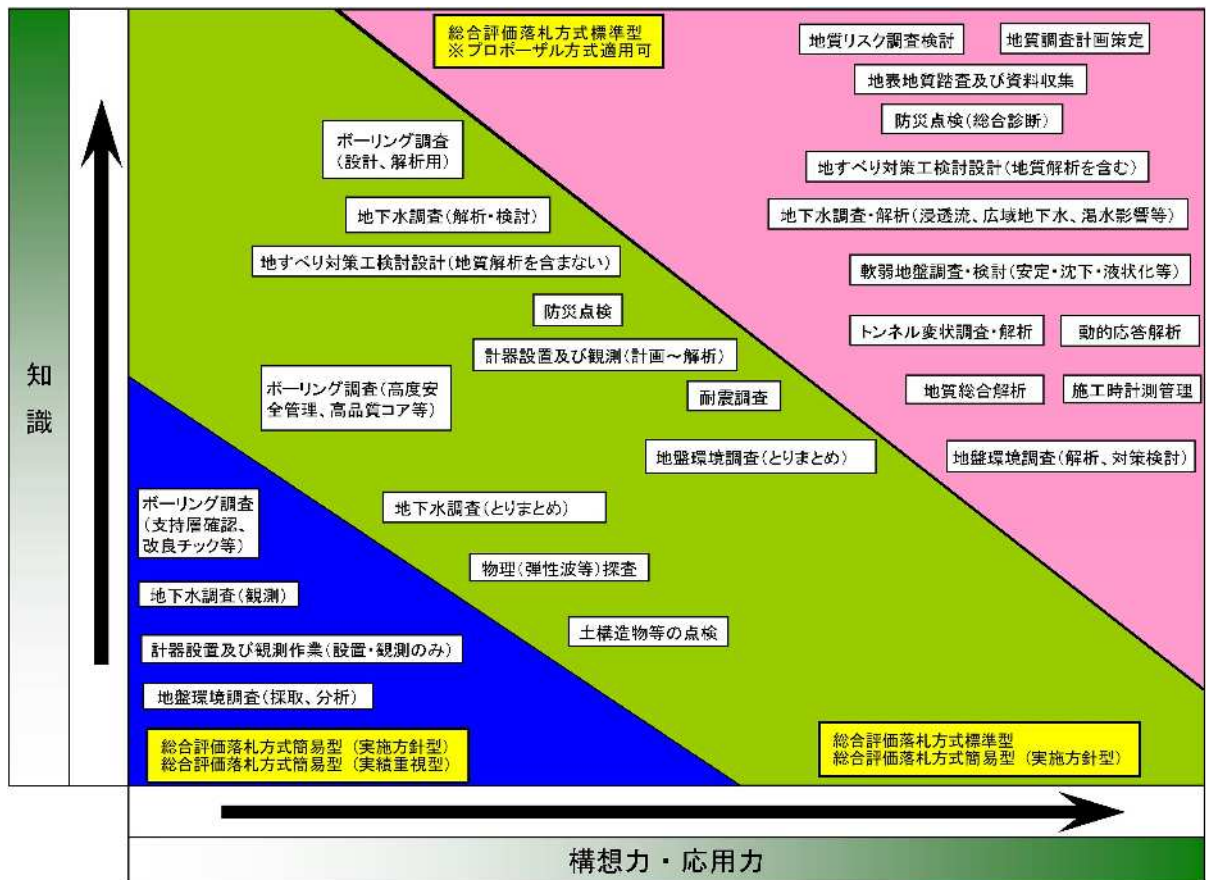 総合評価落札方式標準型
※プロポーザル方式適用可
地質リスク調査検討
地質調査計画策定
地表地質踏査及び資料収集
防災点検(総合診断)
地すべり対策工検討設計(地質解析を含む)
地下水調査・解析(浸透流、広域地下水、渇水影響等)
軟弱地盤調査・検討(安定・沈下・液状化等)
トンネル変状調査・解析
動的応答解析
地質総合解析
施工時計測管理
地盤環境調査(解析、対策検討)
ボーリング調査
(設計、解析用)
地下水調査(解析・検討)
地すべり対策工検討設計(地質解析を含まない)
防災点検
計器設置及び観測(計画～解析)
ボーリング調査(高度安
全管理、高品質コア等)
耐震調査
地盤環境調査(とりまとめ)
地下水調査(とりまとめ)
物理(弾性波等)探査
土構造物等の点検
総合評価落札方式標準型
総合評価落札方式簡易型(実施方針型)
ボーリング調査
(支持層確認、
改良チック等)
地下水調査(観測)
計器設置及び観測作業(設置・観測のみ)
地盤環境調査(採取、分析)
総合評価落札方式簡易型(実施方針型)
総合評価落札方式簡易型(実績重視型)
知
識
構想力・応用力